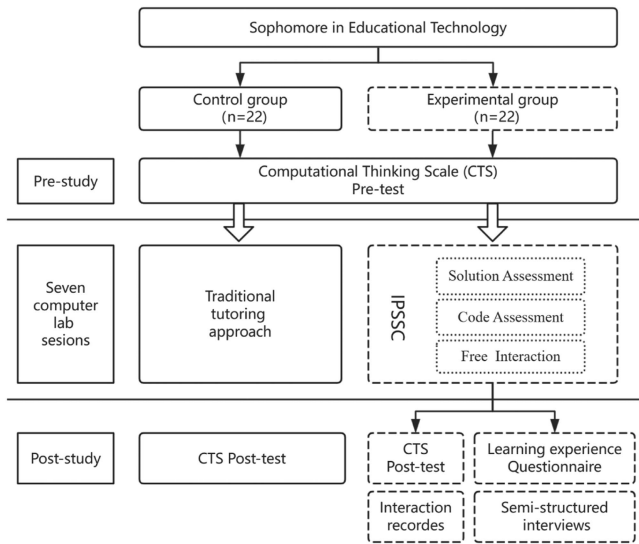 Sophomore in Educational Technology
Control group
(n=22)
Experimental group
(n=22)
Pre-study
Computational Thinking Scale (CTS)
Pre-test
Seven
computer
lab
sesions
Traditional
tutoring
approach
IPSSC
Solution Assessment
Code Assessment
Free Interaction
Post-study
CTS Post-test
CTS
Post-test
Learning experience
Questionnaire
Interaction
recordes
Semi-structured
interviews